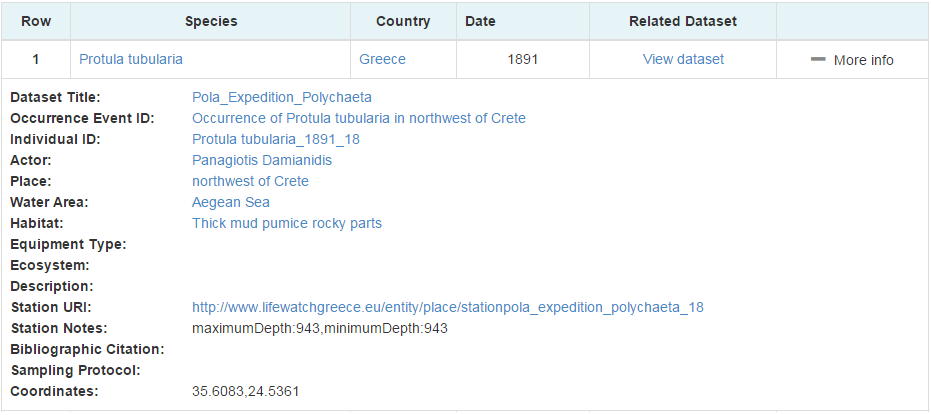 Row Species Country Date Related Dataset
1 Protula tubularia Greece 1891 View dataset More info
Dataset Title: Pola_Expedition_Polychaeta
Occurrence Event ID: Occurrence of Protula tubularia in northwest of Crete
Individual ID: Protula tubularia_1891_18
Actor: Panagiotis Damianidis
Place: northwest of Crete
Water Area: Aegean Sea
Habitat: Thick mud pumice rocky parts
Equipment Type:
Ecosystem:
Description:
Station URI: http://www.lifewatchgreece.eu/entity/place/stationpola_expedition_polychaeta_18
Station Notes: maximumDepth:943,minimumDepth:943
Bibliographic Citation:
Sampling Protocol:
Coordinates: 35.6083,24.5361